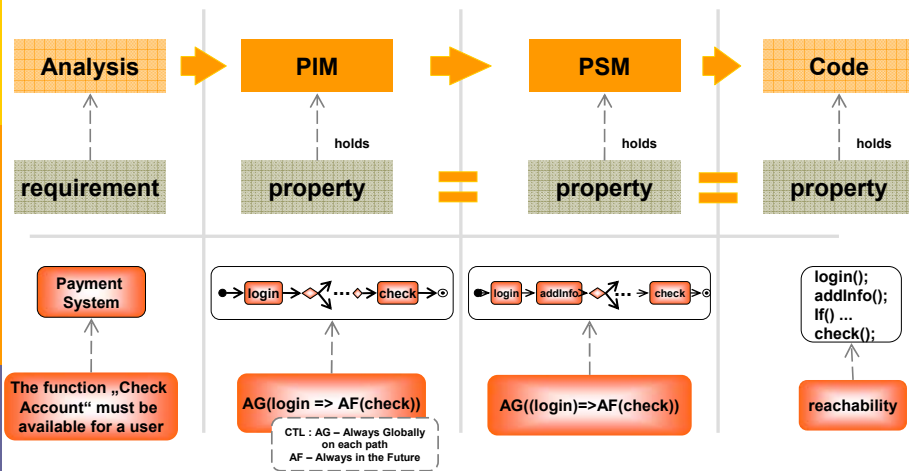 Analysis
PIM
PSM
Code
holds
holds
holds
requirement
property
property
property
Payment
System
login
...
check
login
addInfo
...
check
login();
addInfo();
If() ...
check();
The function „Check
Account“ must be
available for a user
AG(login => AF(check))
AG((login)=>AF(check))
reachability
CTL : AG – Always Globally
on each path
AF – Always in the Future